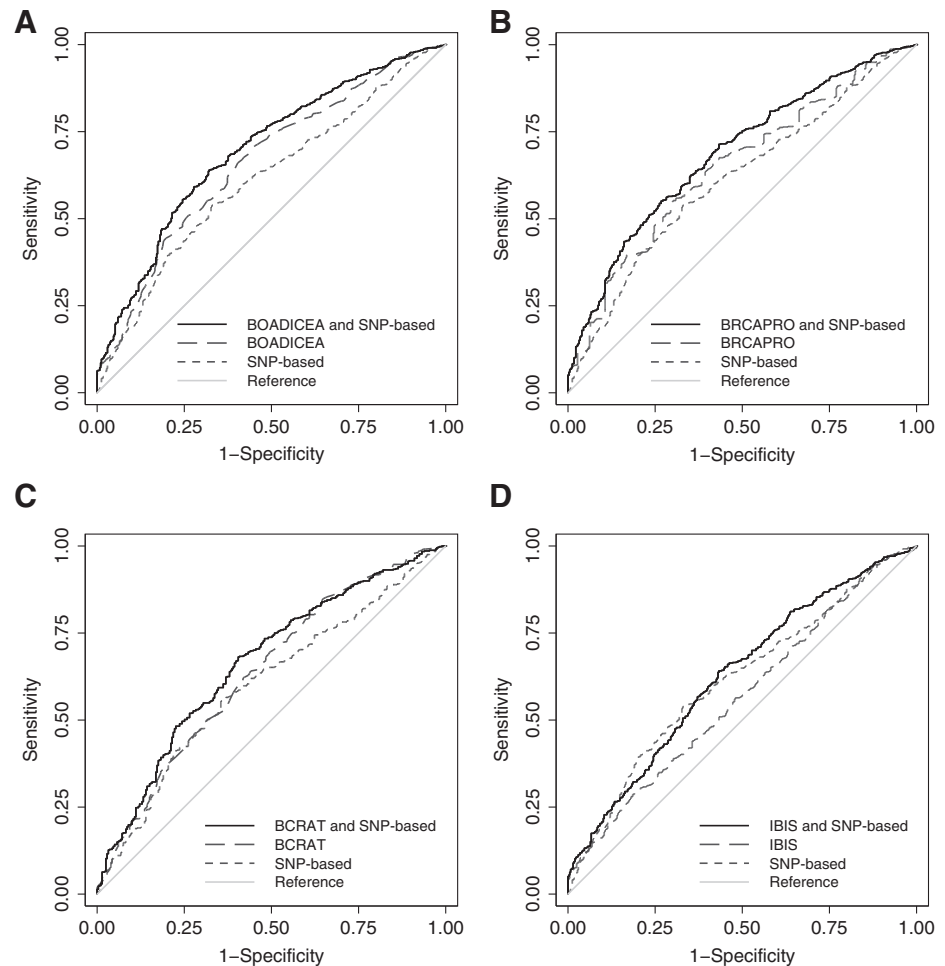 A
Sensitivity
1.00
0.75
0.50
0.25
0.00
BOADICEA and SNP-based
BOADICEA
SNP-based
Reference
0.00 0.25 0.50 0.75 1.00
1−Specificity
B
Sensitivity
1.00
0.75
0.50
0.25
0.00
BRCAPRO and SNP-based
BRCAPRO
SNP-based
Reference
0.00 0.25 0.50 0.75 1.00
1−Specificity
C
Sensitivity
1.00
0.75
0.50
0.25
0.00
BCRAT and SNP-based
BCRAT
SNP-based
Reference
0.00 0.25 0.50 0.75 1.00
1−Specificity
D
Sensitivity
1.00
0.75
0.50
0.25
0.00
IBIS and SNP-based
IBIS
SNP-based
Reference
0.00 0.25 0.50 0.75 1.00
1−Specificity